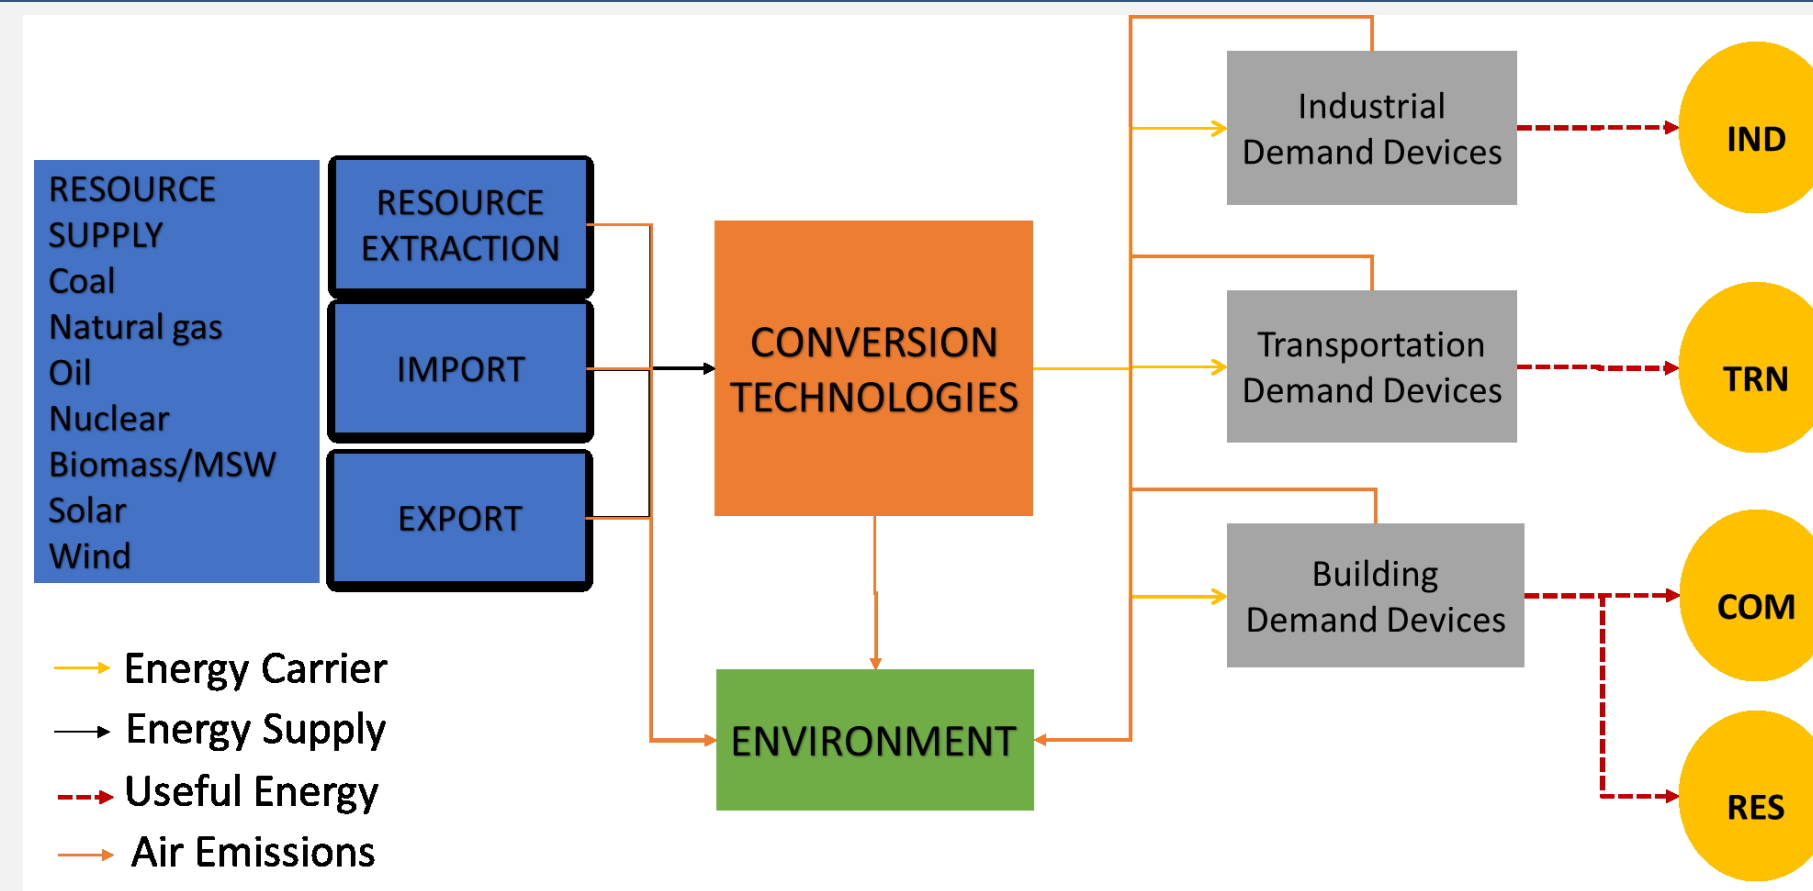 RESOURCE
SUPPLY
Coal
Natural gas
Oil
Nuclear
Biomass/MSW
Solar
Wind
RESOURCE
EXTRACTION
IMPORT
EXPORT
CONVERSION
TECHNOLOGIES
ENVIRONMENT
Industrial
Demand Devices
Transportation
Demand Devices
Building
Demand Devices
IND
TRN
COM
RES
Energy Carrier
Energy Supply
Useful Energy
Air Emissions